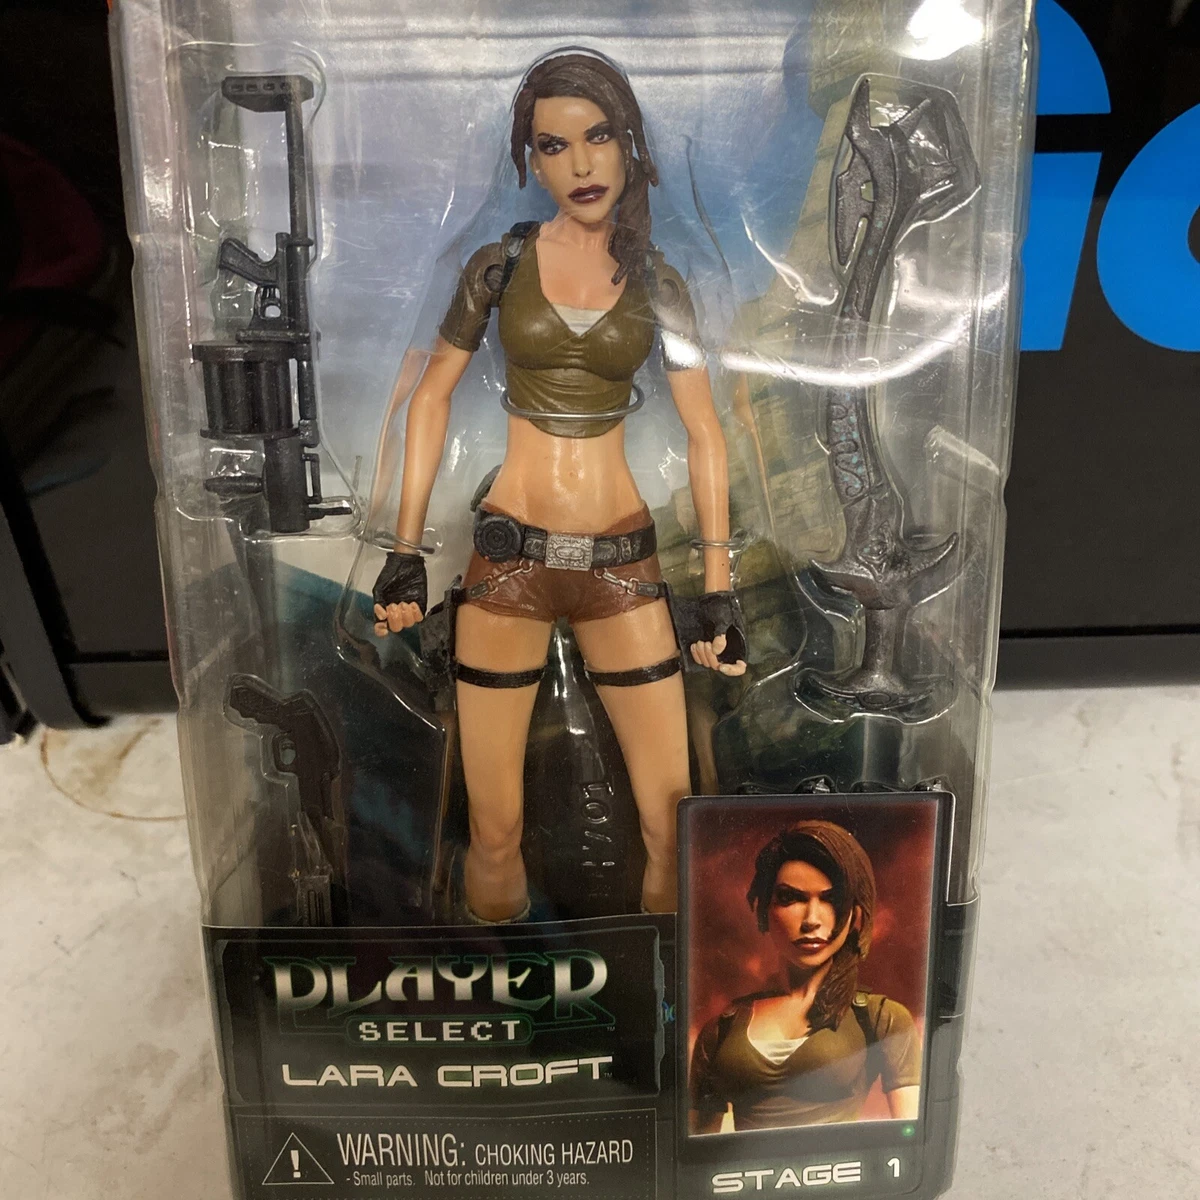 PLAYER
SELECT
LARA CROFT
WARNING: CHOKING HAZARD
- Small parts. Not for children under 3 years.
STAGE 1